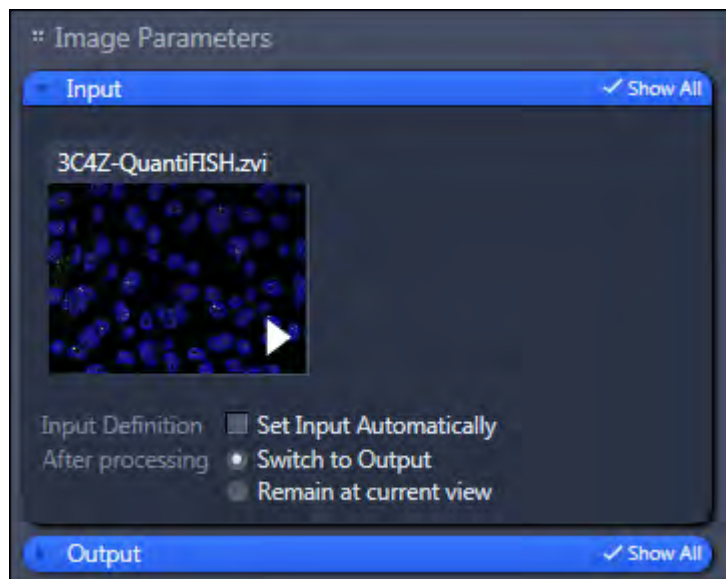 Image Parameters
Input Show All
3C4Z-QuantiFISH.zvi
Input Definition Set Input Automatically
After processing Switch to Output
Remain at current view
Output Show All